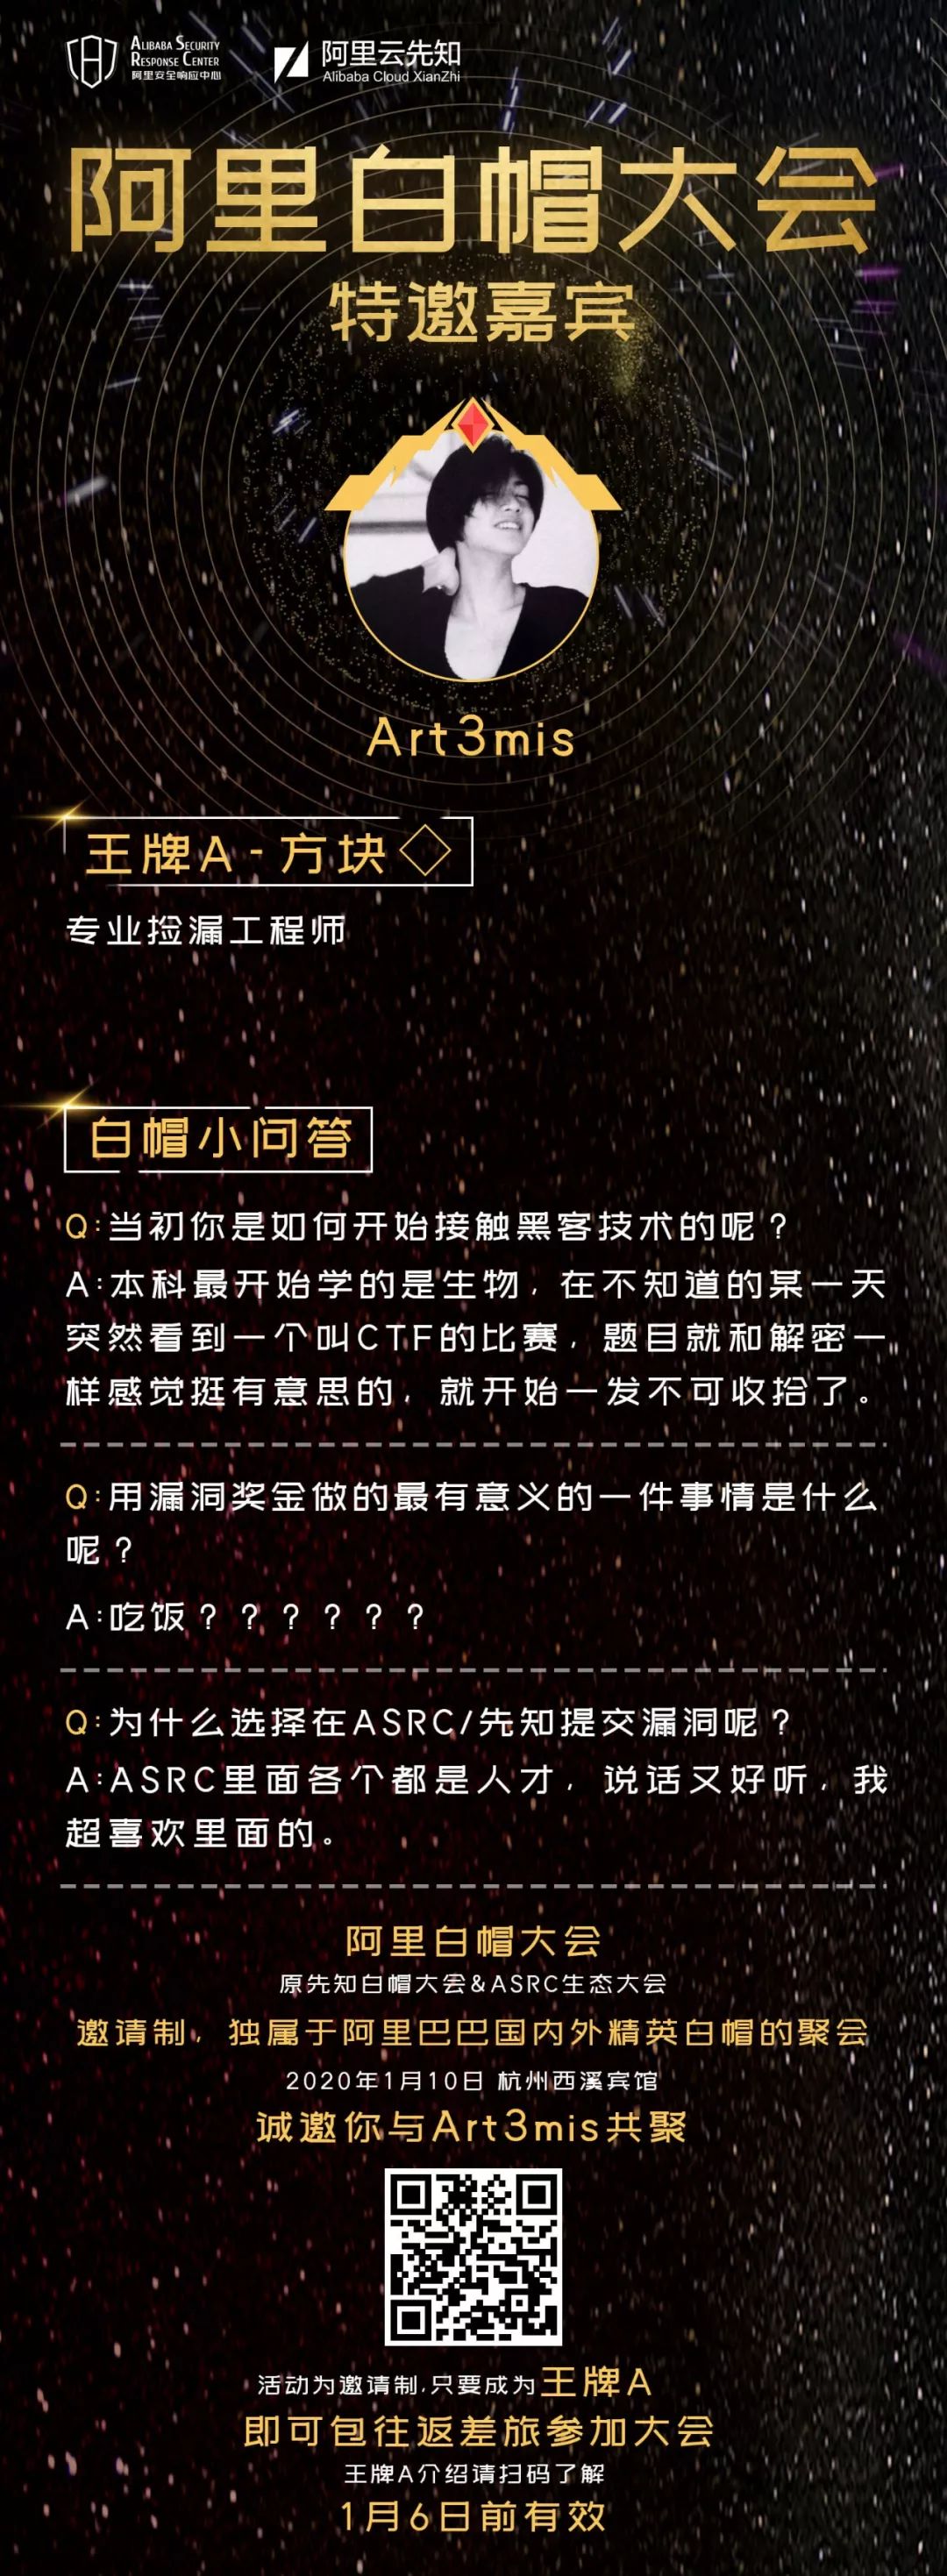 ALIBABA SECURITY
RESPONSE CENTER
阿里安全响应中心
阿里云先知
Alibaba Cloud XianZhi
阿里白帽大会
特邀嘉宾
Art3mis
王牌A-方块
专业捡漏工程师
白帽小问答
Q:当初你是如何开始接触黑客技术的呢？
A:本科最开始学的是生物，在不知道的某一天
突然看到一个叫CTF的比赛，题目就和解密一
样感觉挺有意思的，就开始一发不可收拾了。
Q:用漏洞奖金做的最有意义的一件事情是什么
呢？
A:吃饭？？？？？？
Q:为什么选择在ASRC/先知提交漏洞呢？
A:ASRC里面各个都是人才，说话又好听，我
超喜欢里面的。
阿里白帽大会
原先知白帽大会&ASRC生态大会
邀请制，独属于阿里巴巴国内外精英白帽的聚会
2020年1月10日 杭州西溪宾馆
诚邀你与Art3mis共聚
活动为邀请制,只要成为王牌A
即可包往返差旅参加大会
王牌A介绍请扫码了解
1月6日前有效